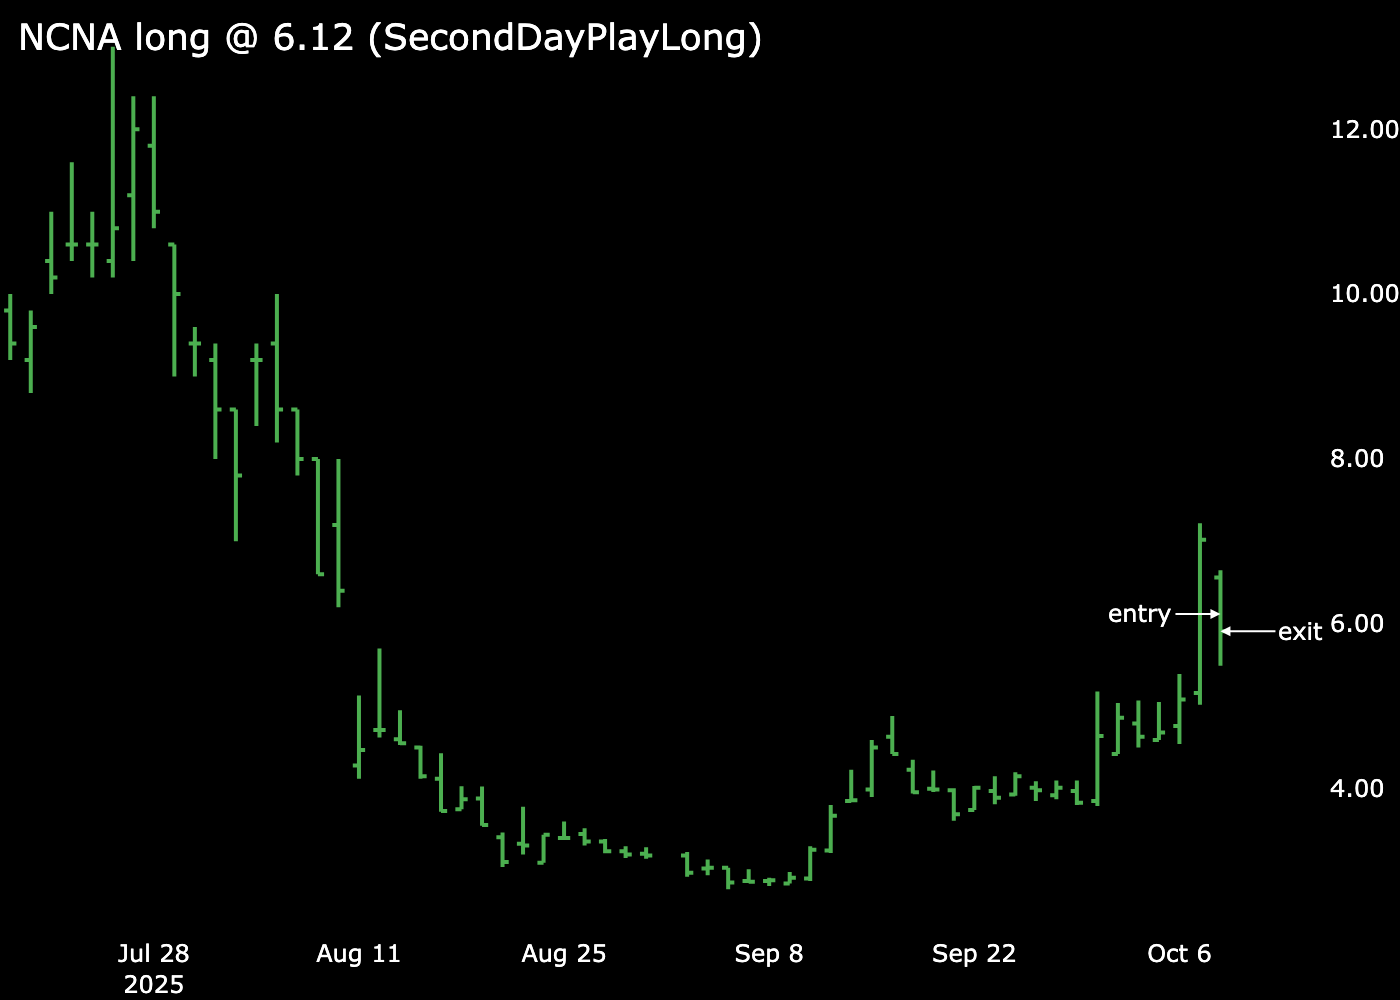 NCNA long @ 6.12 (SecondDayPlayLong)
12.00
10.00
8.00
entry
exit
6.00
4.00
Jul 28
2025
Aug 11
Aug 25
Sep 8
Sep 22
Oct 6